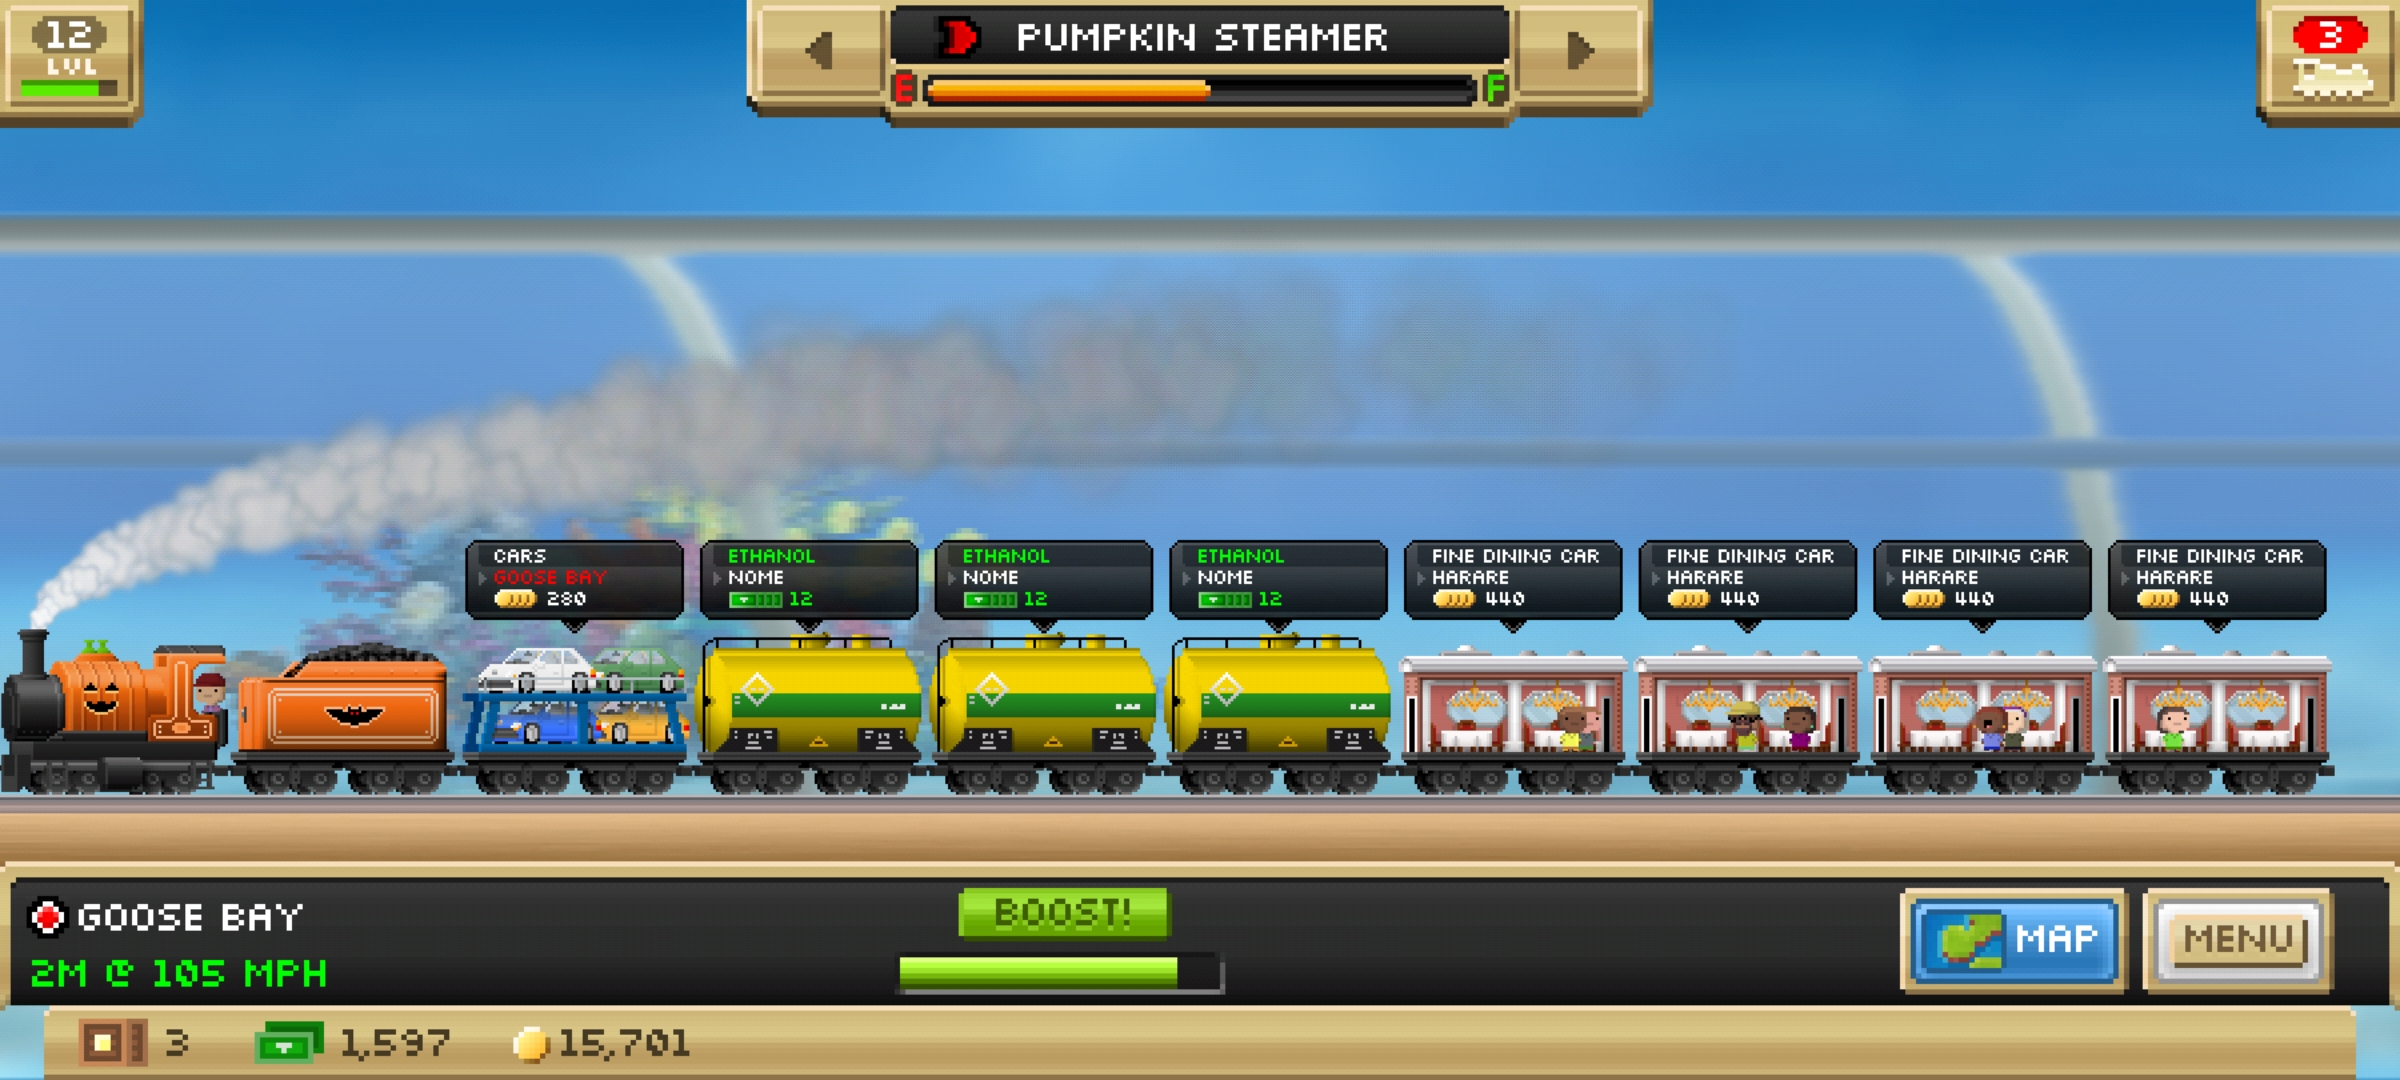 12
LVL
PUMPKIN STEAMER
E
F
3
CARS
GOOSE BAY
280
ETHANOL
NOME
12
ETHANOL
NOME
12
ETHANOL
NOME
12
FINE DINING CAR
HARARE
440
FINE DINING CAR
HARARE
440
FINE DINING CAR
HARARE
440
FINE DINING CAR
HARARE
440
GOOSE BAY
2M @ 105 MPH
BOOST!
MAP
MENU
3
1,597
15,701